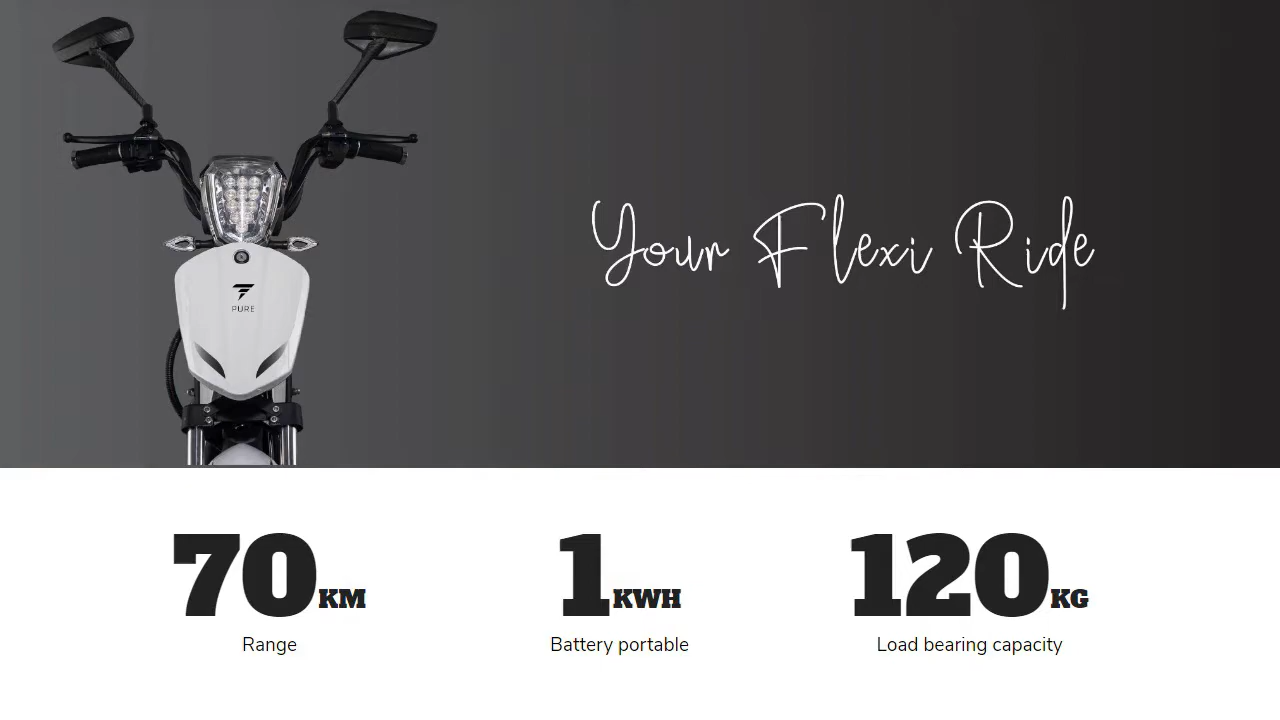 Your Flexi Ride
PURE
70KM
Range
1KWH
Battery portable
120KG
Load bearing capacity